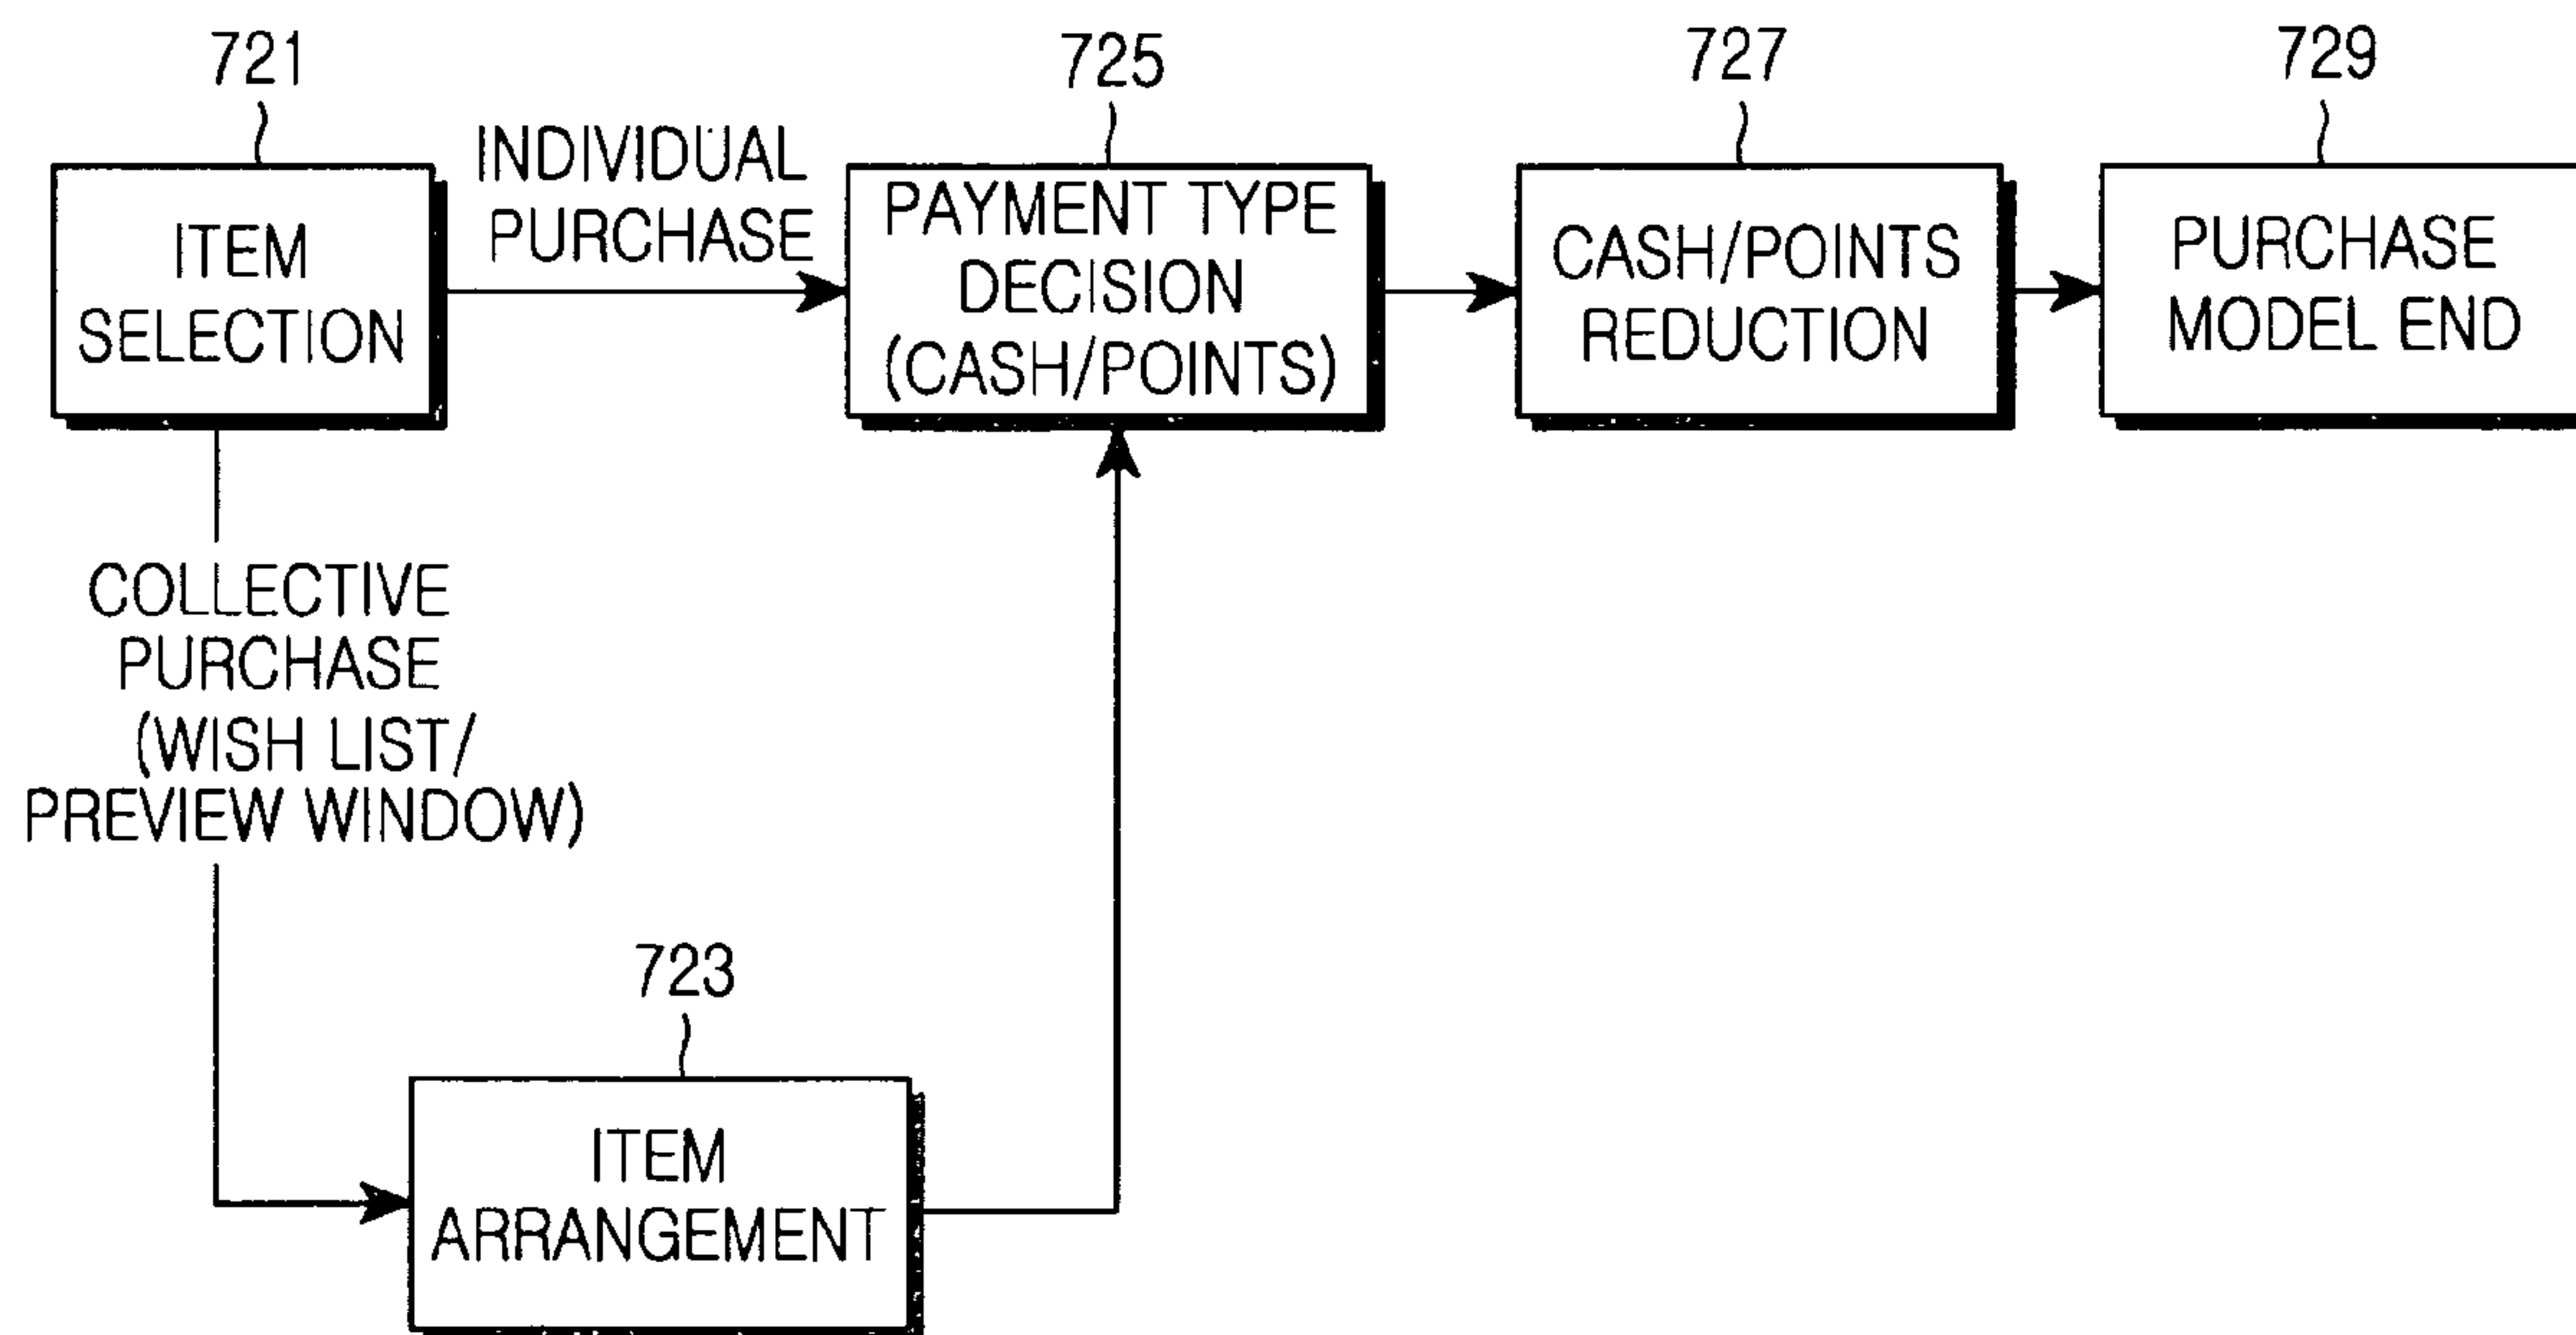 721
ITEM
SELECTION
INDIVIDUAL
PURCHASE
725
PAYMENT TYPE
DECISION
(CASH/POINTS)
727
CASH/POINTS
REDUCTION
729
PURCHASE
MODEL END
COLLECTIVE
PURCHASE
(WISH LIST/
PREVIEW WINDOW)
723
ITEM
ARRANGEMENT